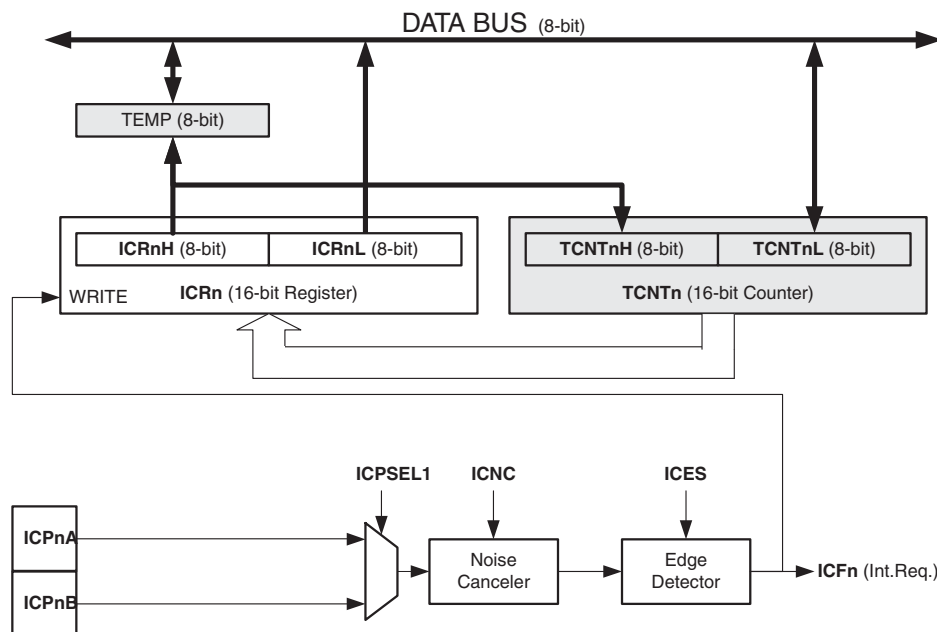 DATA BUS (8-bit)
TEMP (8-bit)
ICRnH (8-bit)
ICRnL (8-bit)
TCNTnH (8-bit)
TCNTnL (8-bit)
WRITE
ICRn (16-bit Register)
TCNTn (16-bit Counter)
ICPSEL1
ICNC
ICES
ICPnA
Noise
Canceler
Edge
Detector
ICFn (Int.Req.)
ICPnB